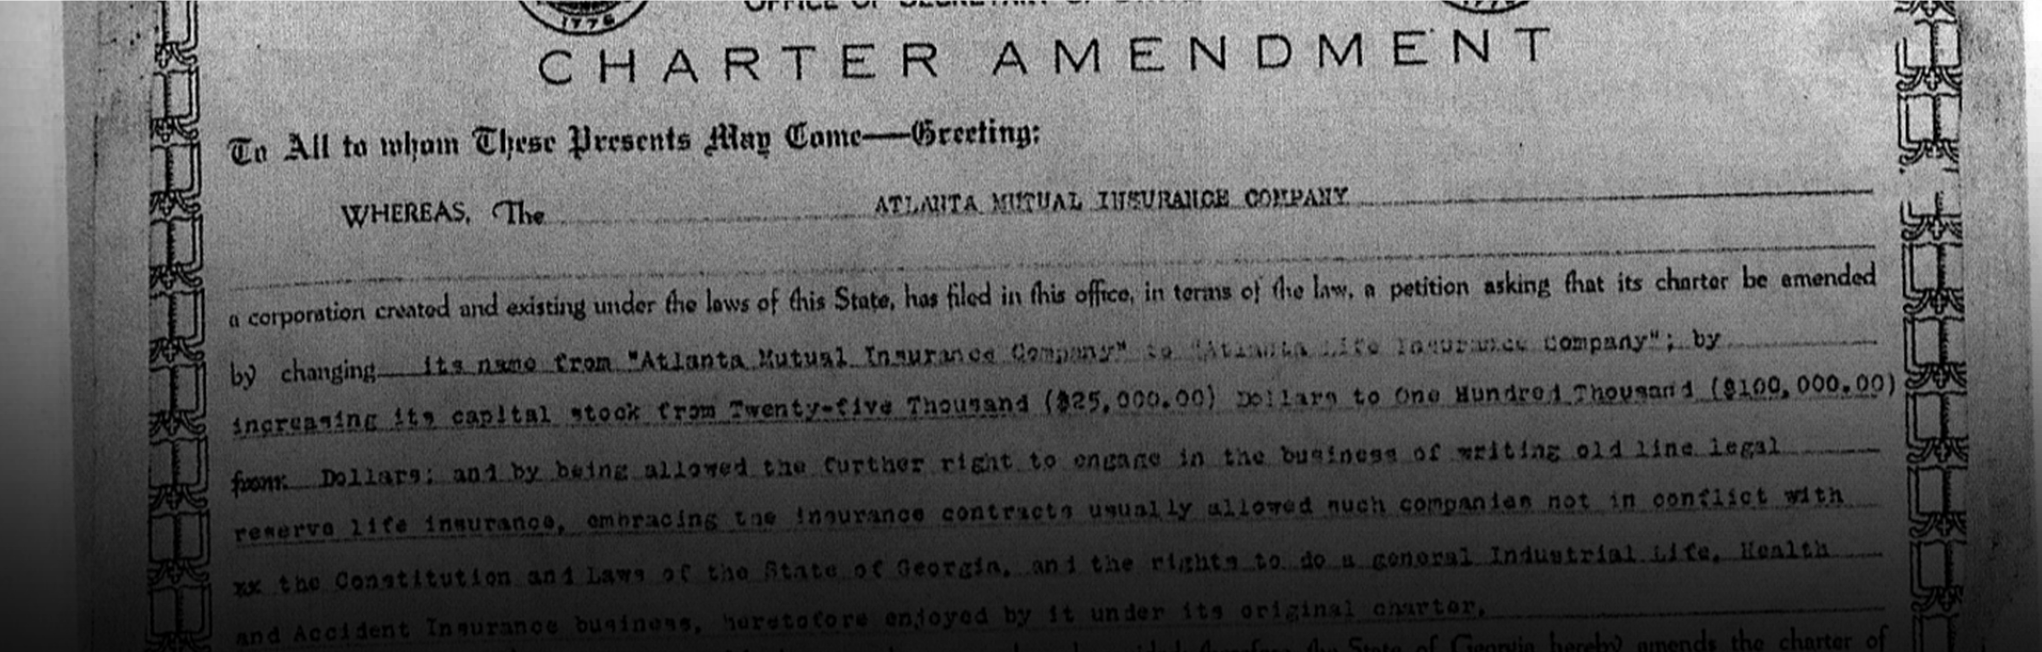 1776
OFFICE OF SECRETARY OF
1776
CHARTER AMENDMENT
To All to whom These Presents May Come—Greeting:
WHEREAS, The ATLANTA MUTUAL INSURANCE COMPANY
a corporation created and existing under the laws of this State, has filed in this office, in terms of the law, a petition asking that its charter be amended
by changing its name from "Atlanta Mutual Insurance Company" to "Atlanta Life Insurance Company"; by
increasing its capital stock from Twenty-five Thousand ($25,000.00) Dollars to One Hundred Thousand ($100,000.00)
from Dollars; and by being allowed the further right to engage in the business of writing old line legal
reserve life insurance, embracing the insurance contracts usually allowed such companies not in conflict with
xx the Constitution and Laws of the State of Georgia, and the rights to do a general Industrial Life, Health
and Accident Insurance business, heretofore enjoyed by it under its original charter,
the State of Georgia hereby amends the charter of